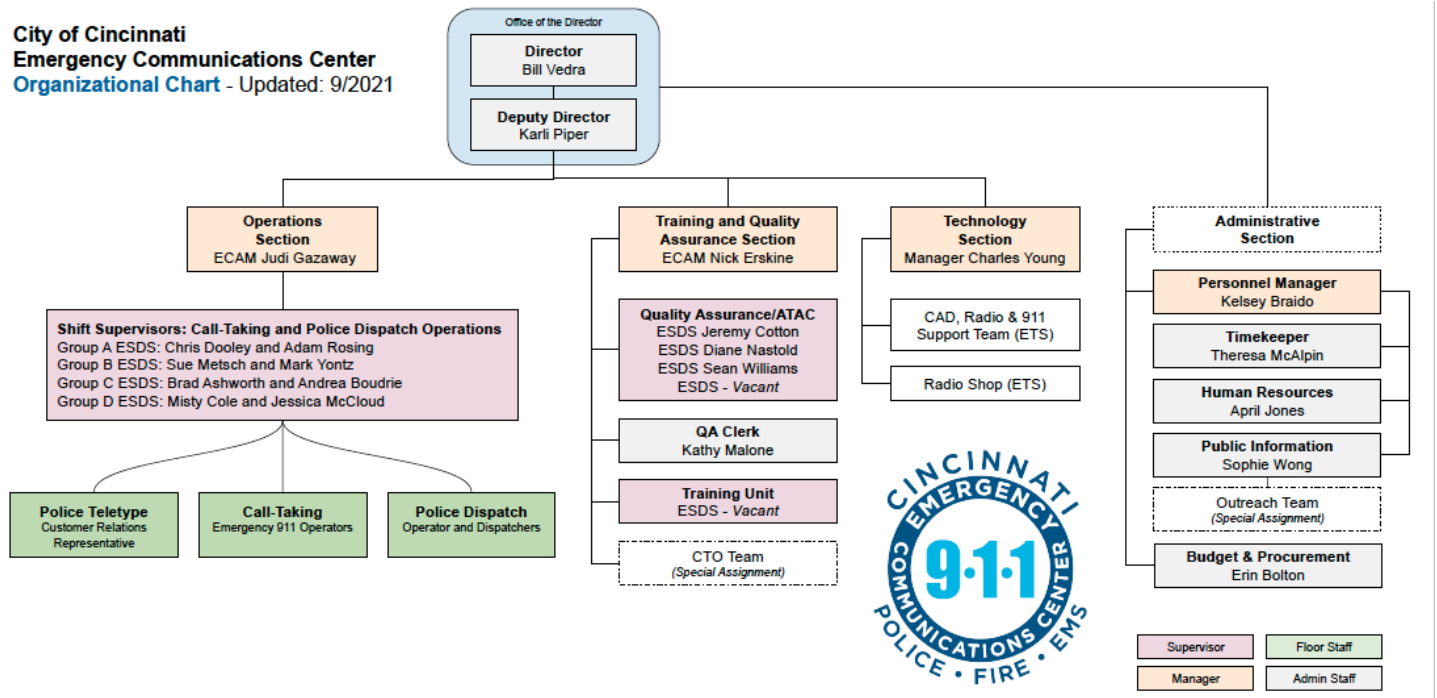 City of Cincinnati
Emergency Communications Center
Organizational Chart - Updated: 9/2021
Office of the Director
Director
Bill Vedra
Deputy Director
Karli Piper
Operations
Section
ECAM Judi Gazaway
Shift Supervisors: Call-Taking and Police Dispatch Operations
Group A ESDS: Chris Dooley and Adam Rosing
Group B ESDS: Sue Metsch and Mark Yontz
Group C ESDS: Brad Ashworth and Andrea Boudrie
Group D ESDS: Misty Cole and Jessica McCloud
Police Teletype
Customer Relations
Representative
Call-Taking
Emergency 911 Operators
Police Dispatch
Operator and Dispatchers
Training and Quality
Assurance Section
ECAM Nick Erskine
Quality Assurance/ATAC
ESDS Jeremy Cotton
ESDS Diane Nastold
ESDS Sean Williams
ESDS - Vacant
QA Clerk
Kathy Malone
Training Unit
ESDS - Vacant
CTO Team
(Special Assignment)
Technology
Section
Manager Charles Young
CAD, Radio & 911
Support Team (ETS)
Radio Shop (ETS)
CINCINNATI
EMERGENCY
COMMUNICATIONS CENTER
9·1·1
POLICE • FIRE • EMS
Administrative
Section
Personnel Manager
Kelsey Braido
Timekeeper
Theresa McAlpin
Human Resources
April Jones
Public Information
Sophie Wong
Outreach Team
(Special Assignment)
Budget & Procurement
Erin Bolton
Supervisor
Floor Staff
Manager
Admin Staff